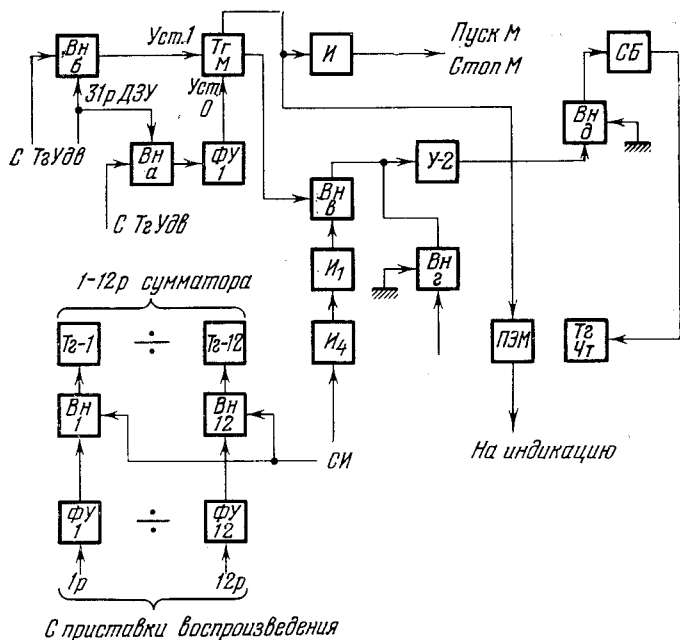 Вн б
Уст.1
Тг М
И
Пуск М
Стоп М
СБ
31р ДЗУ
Уст. 0
Вн д
С ТгУдв
Вн а
ФУ 1
У-2
С ТгУдв
Вн в
Вн г
1-12р сумматора
И1
Тг-1
÷
Тг-12
И4
ПЭМ
Тг Чт
Вн 1
Вн 12
СИ
На индикацию
ФУ 1
÷
ФУ 12
1р
12р
С приставки воспроизведения